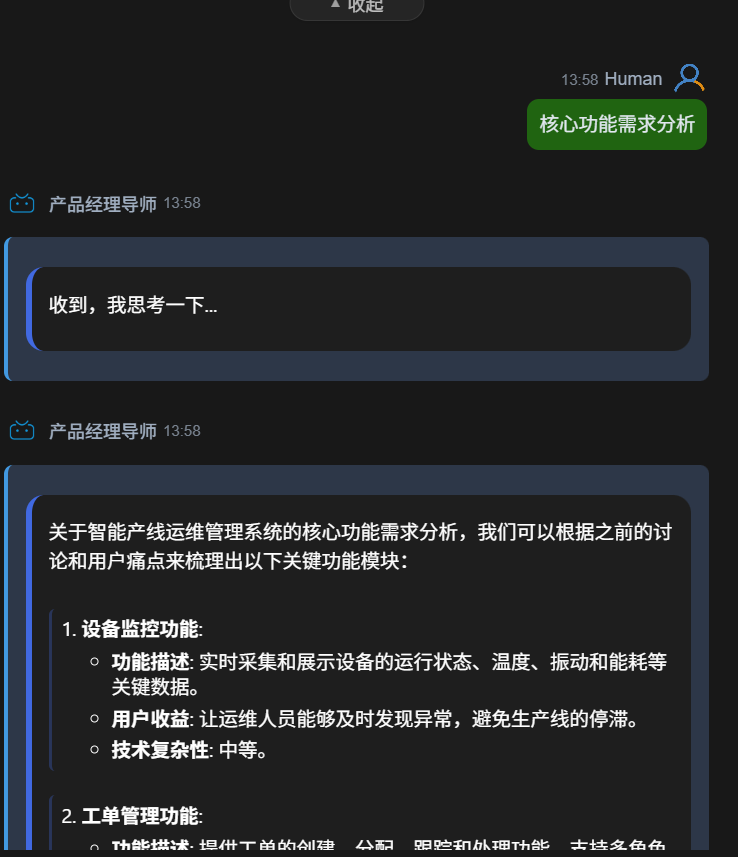 ▲ 收起
13:58 Human
核心功能需求分析
产品经理导师 13:58
收到，我思考一下...
产品经理导师 13:58
关于智能产线运维管理系统的核心功能需求分析，我们可以根据之前的讨
论和用户痛点来梳理出以下关键功能模块：
1. 设备监控功能:
○ 功能描述: 实时采集和展示设备的运行状态、温度、振动和能耗等
关键数据。
○ 用户收益: 让运维人员能够及时发现异常，避免生产线的停滞。
○ 技术复杂性: 中等。
2. 工单管理功能:
○ 功能描述: 提供工单的创建、分配、跟踪和处理功能，支持多角色